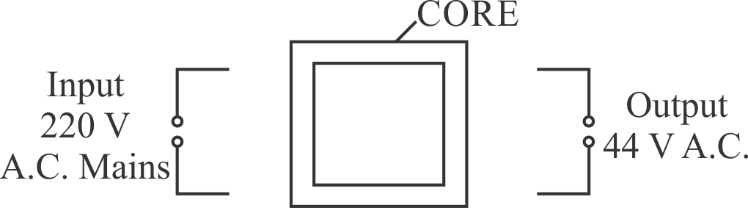 CORE
Input
220 V
A.C. Mains
Output
44 V A.C.